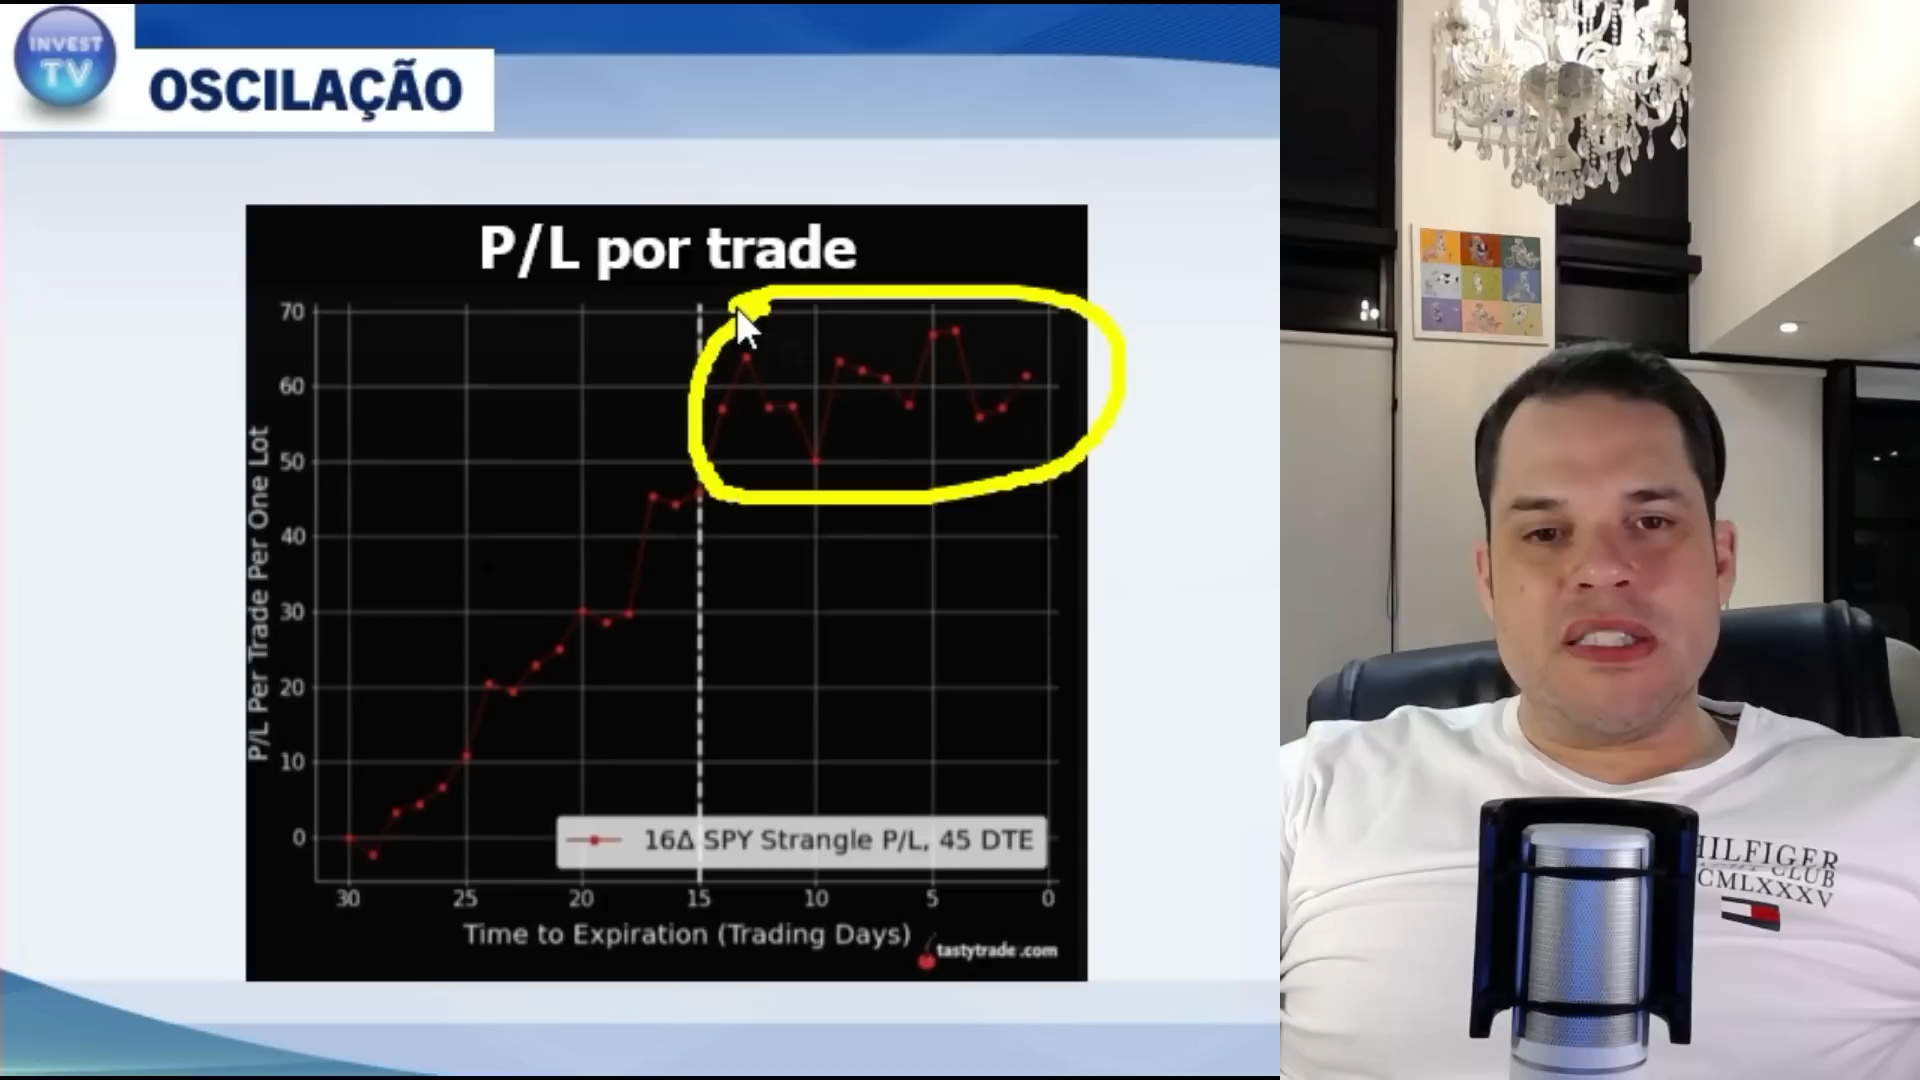 INVEST
TV
OSCILAÇÃO
P/L por trade
P/L Per Trade Per One Lot
70
60
50
40
30
20
10
0
16Δ SPY Strangle P/L, 45 DTE
30 25 20 15 10 5 0
Time to Expiration (Trading Days)
tastytrade.com
HILFIGER
CLUB
CMLXXXV